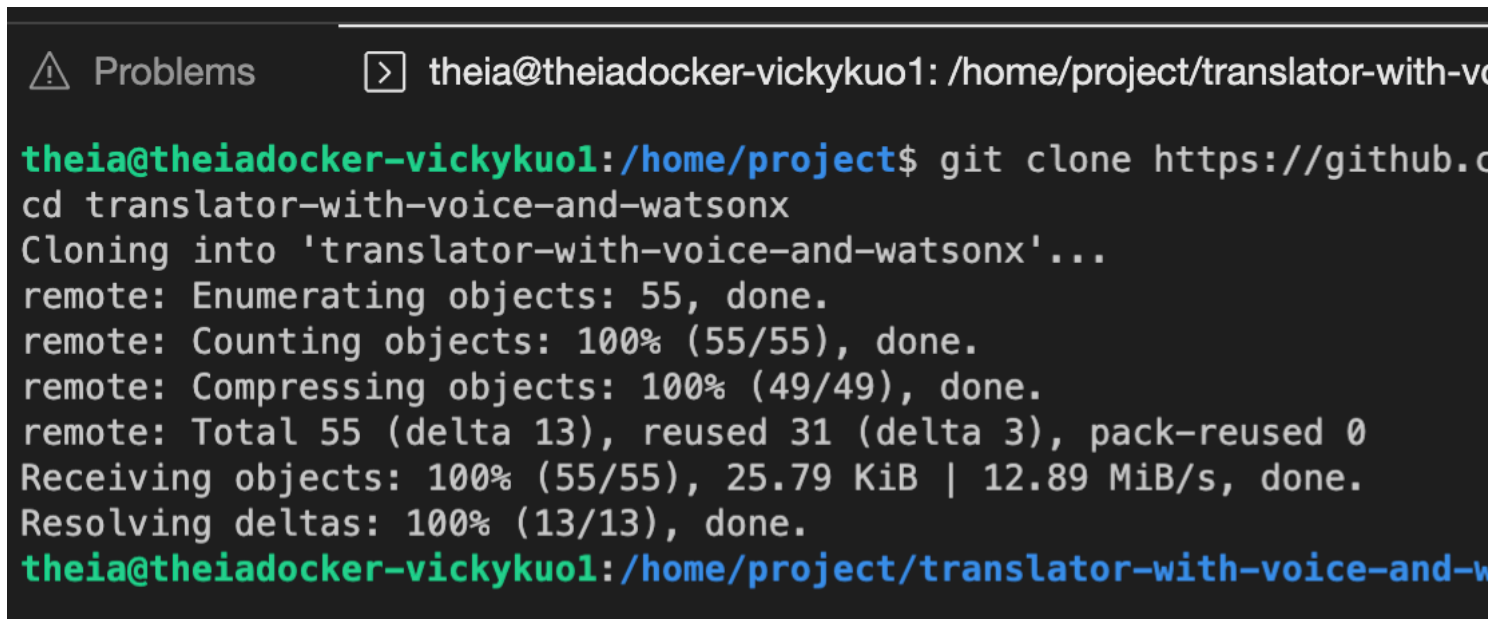 Problems
theia@theiadocker-vickykuo1: /home/project/translator-with-vo
theia@theiadocker-vickykuo1:/home/project$ git clone https://github.c
cd translator-with-voice-and-watsonx
Cloning into 'translator-with-voice-and-watsonx'...
remote: Enumerating objects: 55, done.
remote: Counting objects: 100% (55/55), done.
remote: Compressing objects: 100% (49/49), done.
remote: Total 55 (delta 13), reused 31 (delta 3), pack-reused 0
Receiving objects: 100% (55/55), 25.79 KiB | 12.89 MiB/s, done.
Resolving deltas: 100% (13/13), done.
theia@theiadocker-vickykuo1:/home/project/translator-with-voice-and-w